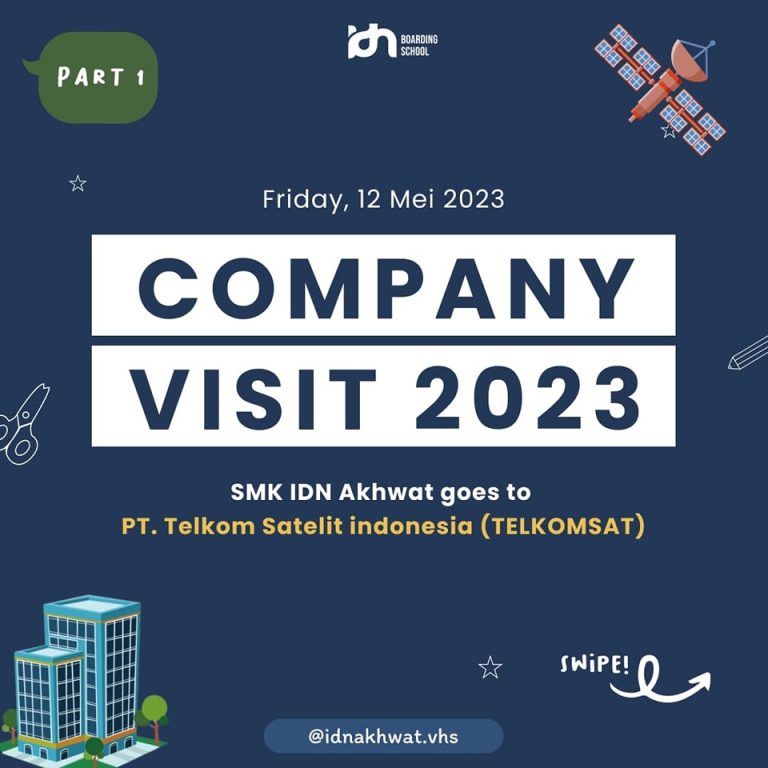 PART 1
idn BOARDING
SCHOOL
Friday, 12 Mei 2023
COMPANY
VISIT 2023
SMK IDN Akhwat goes to
PT. Telkom Satelit indonesia (TELKOMSAT)
SWiPE!
@idnakhwat.vhs